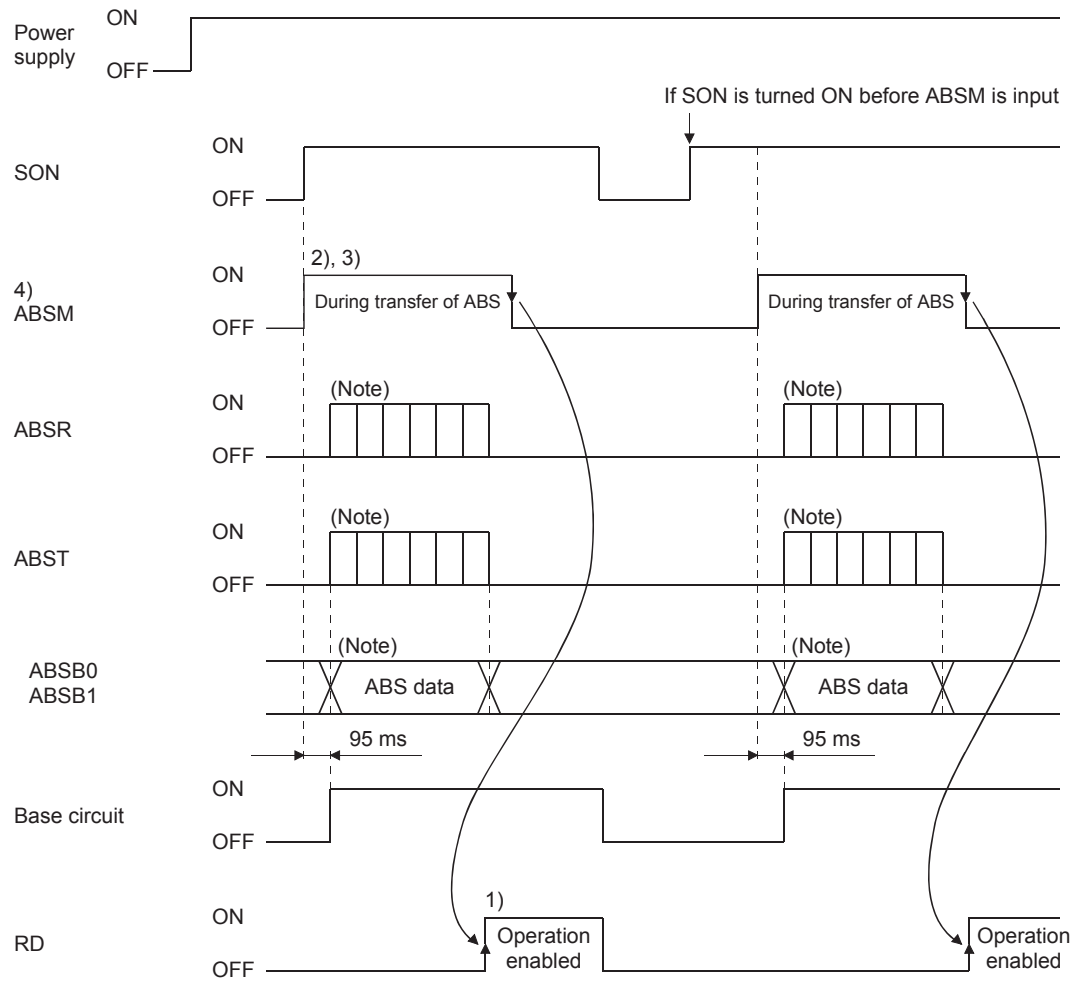 Power
supply
ON
OFF
If SON is turned ON before ABSM is input
SON
ON
OFF
4)
ABSM
ON
OFF
2), 3)
During transfer of ABS
During transfer of ABS
ABSR
ON
OFF
(Note)
(Note)
ABST
ON
OFF
(Note)
(Note)
ABSB0
ABSB1
(Note)
ABS data
(Note)
ABS data
95 ms
95 ms
Base circuit
ON
OFF
RD
ON
OFF
1)
Operation
enabled
Operation
enabled